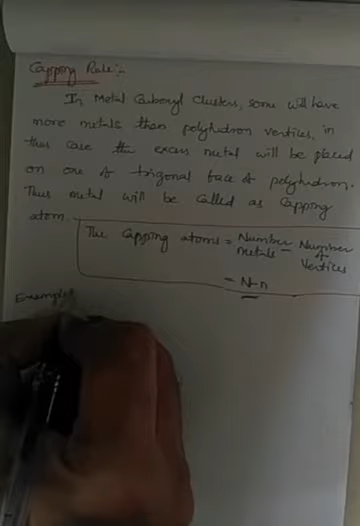 Capping Rule:-
In Metal Carbonyl Clusters, some will have
more metals than polyhedron vertices, in
this case the excess metal will be placed
on one of trigonal face of polyhedron.
Thus metal will be called as Capping
atom.
The Capping atoms = Number metals - Number of Vertices
= N-n
Example